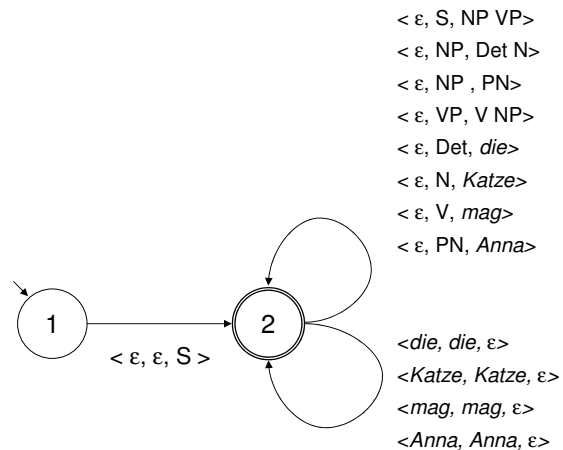 < ε, S, NP VP>
< ε, NP, Det N>
< ε, NP , PN>
< ε, VP, V NP>
< ε, Det, die>
< ε, N, Katze>
< ε, V, mag>
< ε, PN, Anna>
1
2
< ε, ε, S >
<die, die, ε>
<Katze, Katze, ε>
<mag, mag, ε>
<Anna, Anna, ε>